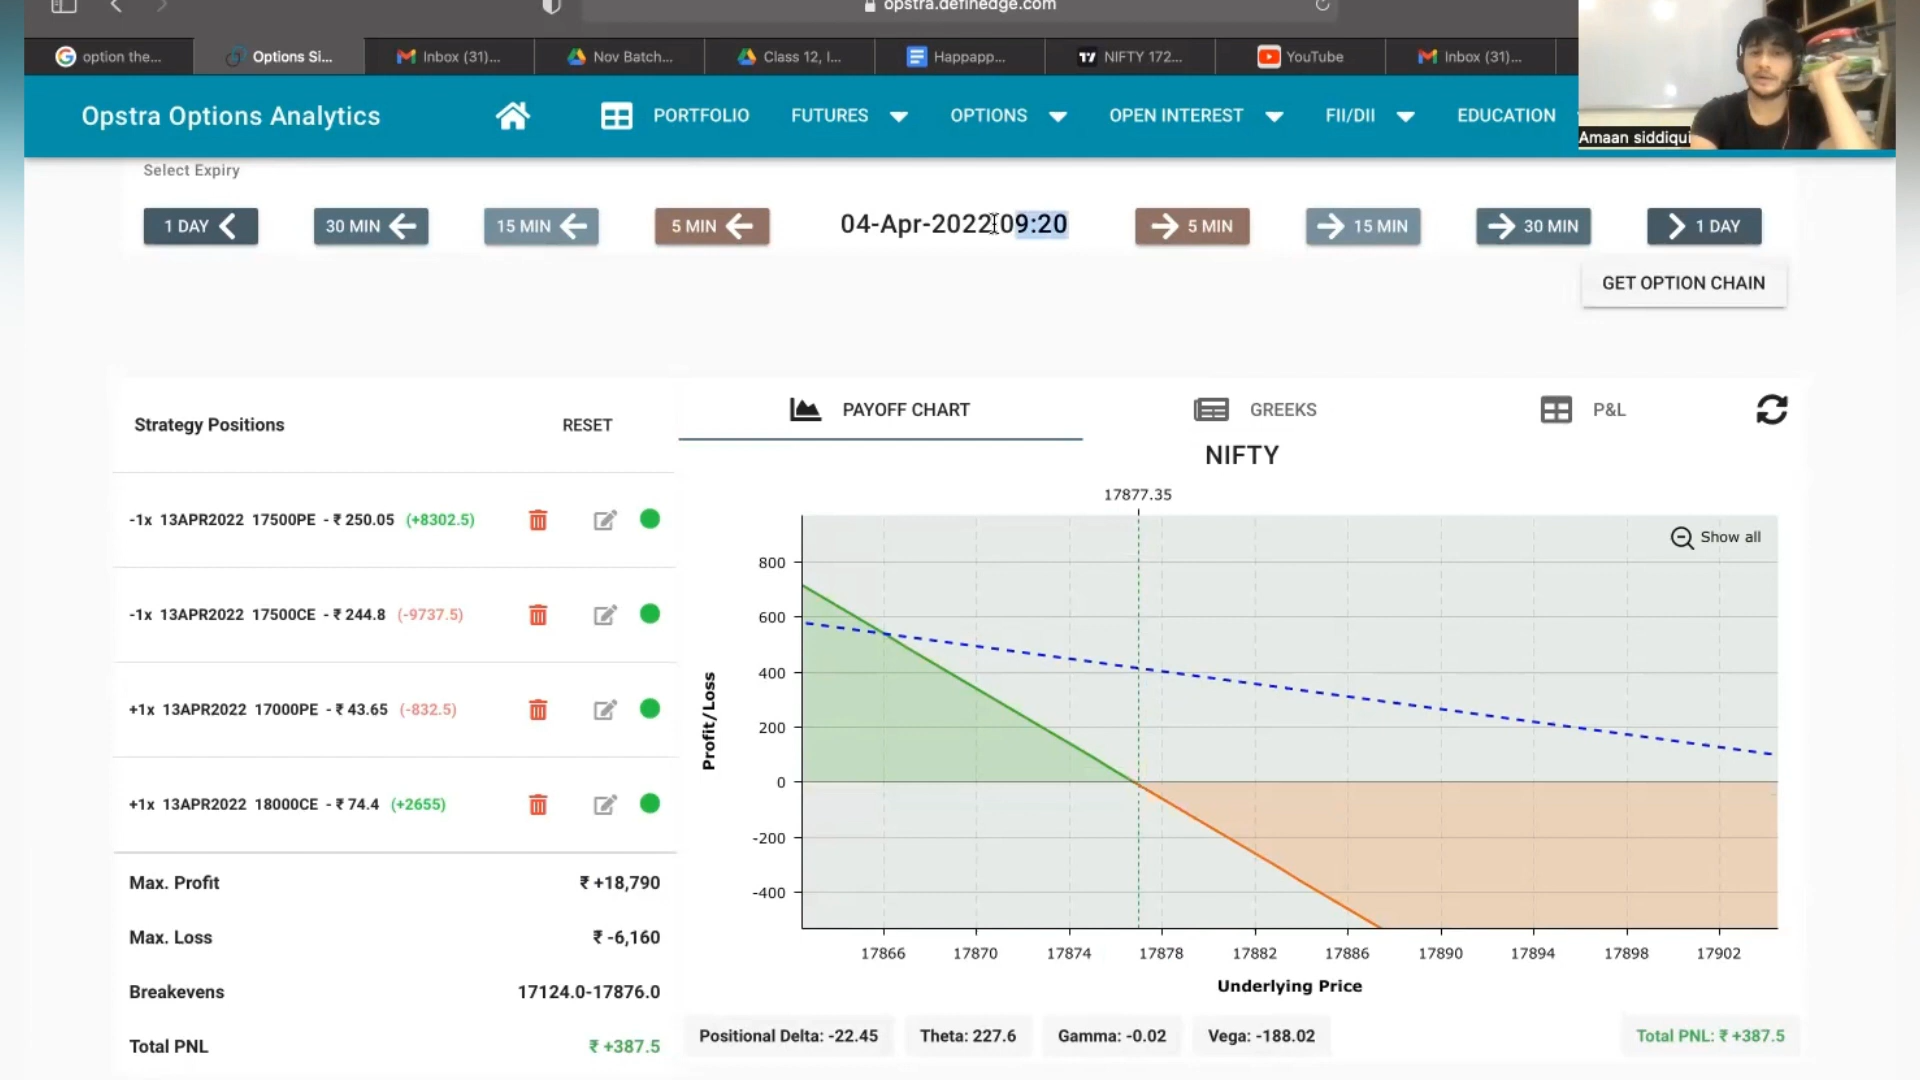 opstra.definedge.com
option the...
Options Si...
Inbox (31)...
Nov Batch...
Class 12, I...
Happapp...
NIFTY 172...
YouTube
Inbox (31)...
Opstra Options Analytics
PORTFOLIO
FUTURES
OPTIONS
OPEN INTEREST
FII/DII
EDUCATION
Amaan siddiqui
Select Expiry
1 DAY
30 MIN
15 MIN
5 MIN
04-Apr-2022 09:20
5 MIN
15 MIN
30 MIN
1 DAY
GET OPTION CHAIN
Strategy Positions
RESET
-1x 13APR2022 17500PE - ₹ 250.05 (+8302.5)
-1x 13APR2022 17500CE - ₹ 244.8 (-9737.5)
+1x 13APR2022 17000PE - ₹ 43.65 (-832.5)
+1x 13APR2022 18000CE - ₹ 74.4 (+2655)
Max. Profit ₹ +18,790
Max. Loss ₹ -6,160
Breakevens 17124.0-17876.0
Total PNL ₹ +387.5
PAYOFF CHART
GREEKS
P&L
NIFTY
17877.35
Show all
800
600
400
200
0
-200
-400
Profit/Loss
17866 17870 17874 17878 17882 17886 17890 17894 17898 17902
Underlying Price
Positional Delta: -22.45
Theta: 227.6
Gamma: -0.02
Vega: -188.02
Total PNL: ₹ +387.5